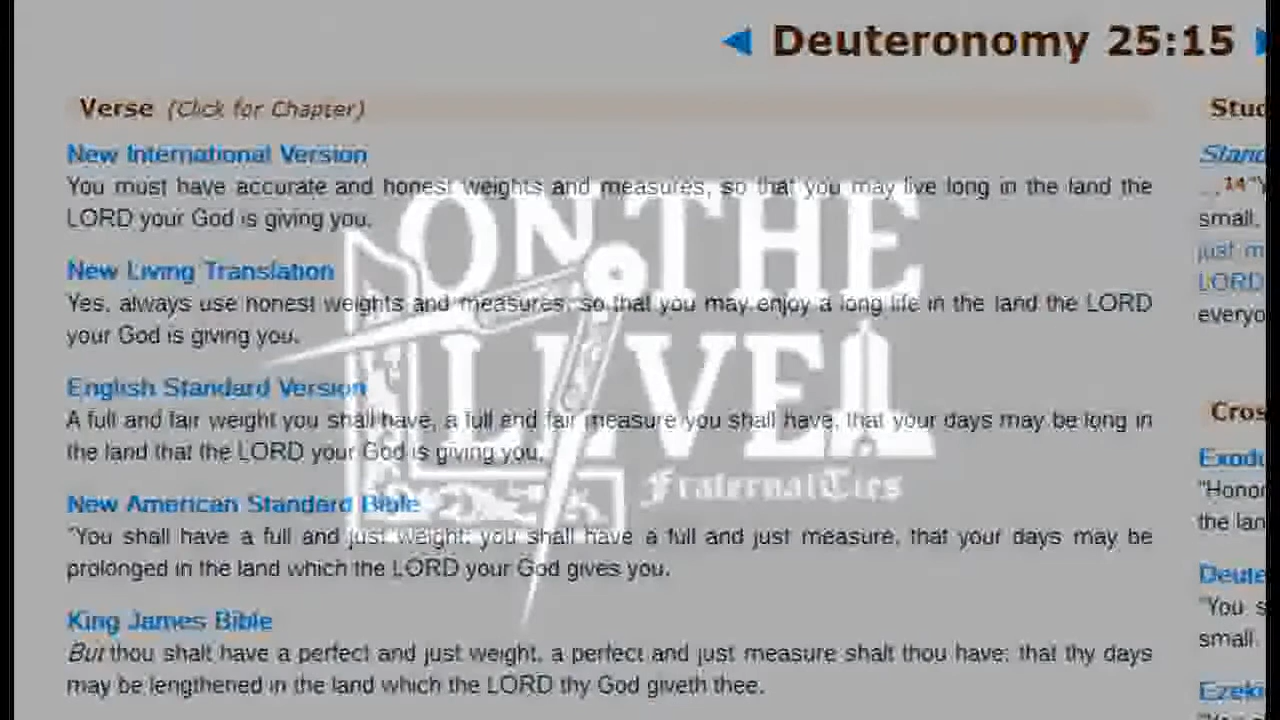 Deuteronomy 25:15
Verse (Click for Chapter)
New International Version
You must have accurate and honest weights and measures, so that you may live long in the land the
LORD your God is giving you.
New Living Translation
Yes, always use honest weights and measures, so that you may enjoy a long life in the land the LORD
your God is giving you.
English Standard Version
A full and fair weight you shall have, a full and fair measure you shall have, that your days may be long in
the land that the LORD your God is giving you.
New American Standard Bible
"You shall have a full and just weight; you shall have a full and just measure, that your days may be
prolonged in the land which the LORD your God gives you.
King James Bible
But thou shalt have a perfect and just weight, a perfect and just measure shalt thou have: that thy days
may be lengthened in the land which the LORD thy God giveth thee.
ON THE
LEVEL
FraternaliTies
Stud
Stand
...14"Y
small.
just m
LORD
everyo
Cros
Exodu
"Honor
the lan
Deute
"You s
small.
Ezeki